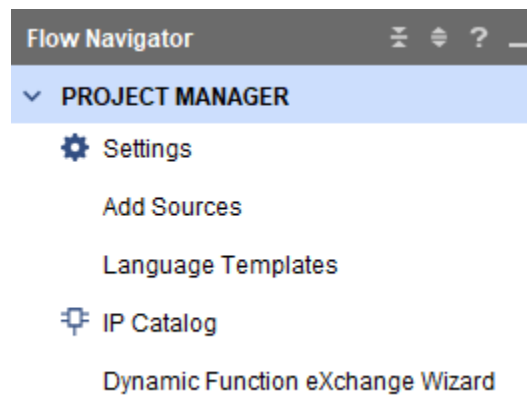 Flow Navigator ?
PROJECT MANAGER
Settings
Add Sources
Language Templates
IP Catalog
Dynamic Function eXchange Wizard